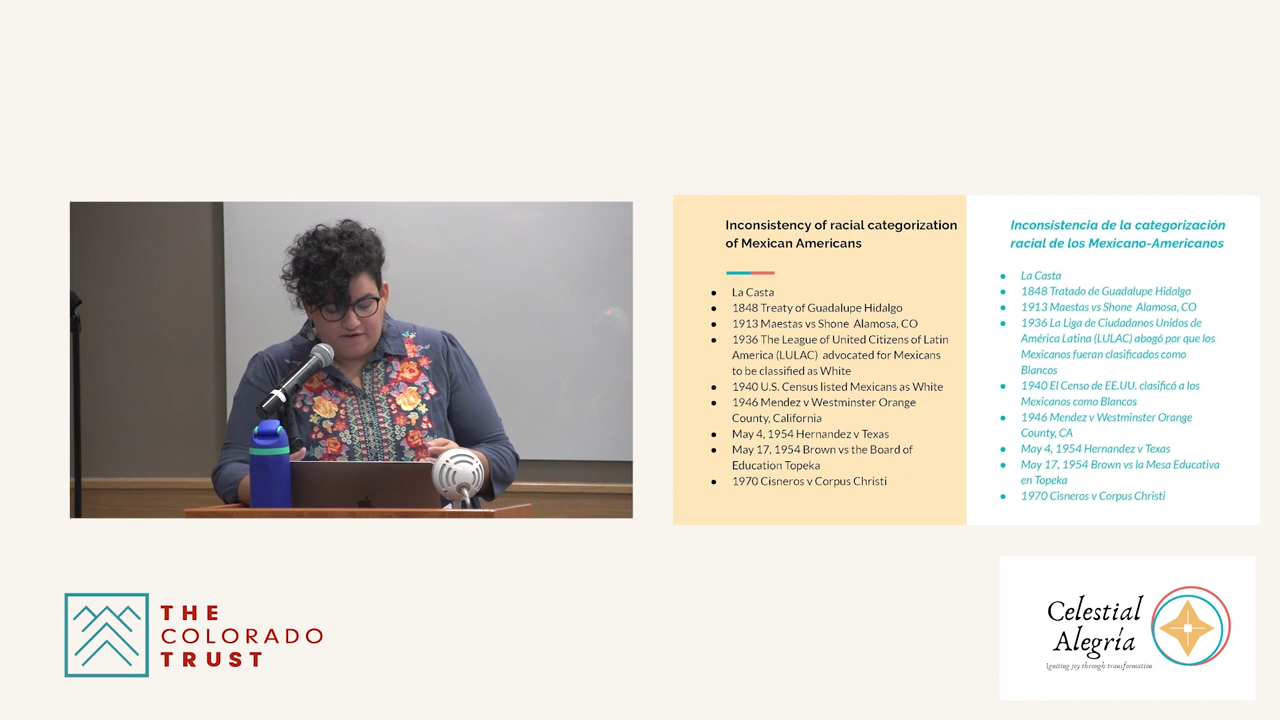 Inconsistency of racial categorization
of Mexican Americans
● La Casta
● 1848 Treaty of Guadalupe Hidalgo
● 1913 Maestas vs Shone Alamosa, CO
● 1936 The League of United Citizens of Latin
America (LULAC) advocated for Mexicans
to be classified as White
● 1940 U.S. Census listed Mexicans as White
● 1946 Mendez v Westminster Orange
County, California
● May 4, 1954 Hernandez v Texas
● May 17, 1954 Brown vs the Board of
Education Topeka
● 1970 Cisneros v Corpus Christi
Inconsistencia de la categorización
racial de los Mexicano-Americanos
● La Casta
● 1848 Tratado de Guadalupe Hidalgo
● 1913 Maestas vs Shone Alamosa, CO
● 1936 La Liga de Ciudadanos Unidos de
América Latina (LULAC) abogó por que los
Mexicanos fueran clasificados como
Blancos
● 1940 El Censo de EE.UU. clasificó a los
Mexicanos como Blancos
● 1946 Mendez v Westminster Orange
County, CA
● May 4, 1954 Hernandez v Texas
● May 17, 1954 Brown vs la Mesa Educativa
en Topeka
● 1970 Cisneros v Corpus Christi
THE
COLORADO
TRUST
Celestial
Alegría
Igniting joy through transformation